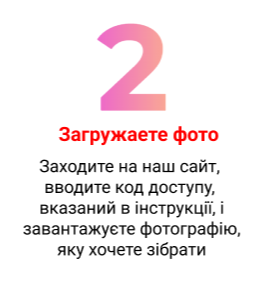 2
Загружаете фото
Заходите на наш сайт,
вводите код доступу,
вказаний в інструкції, і
завантажуєте фотографію,
яку хочете зібрати